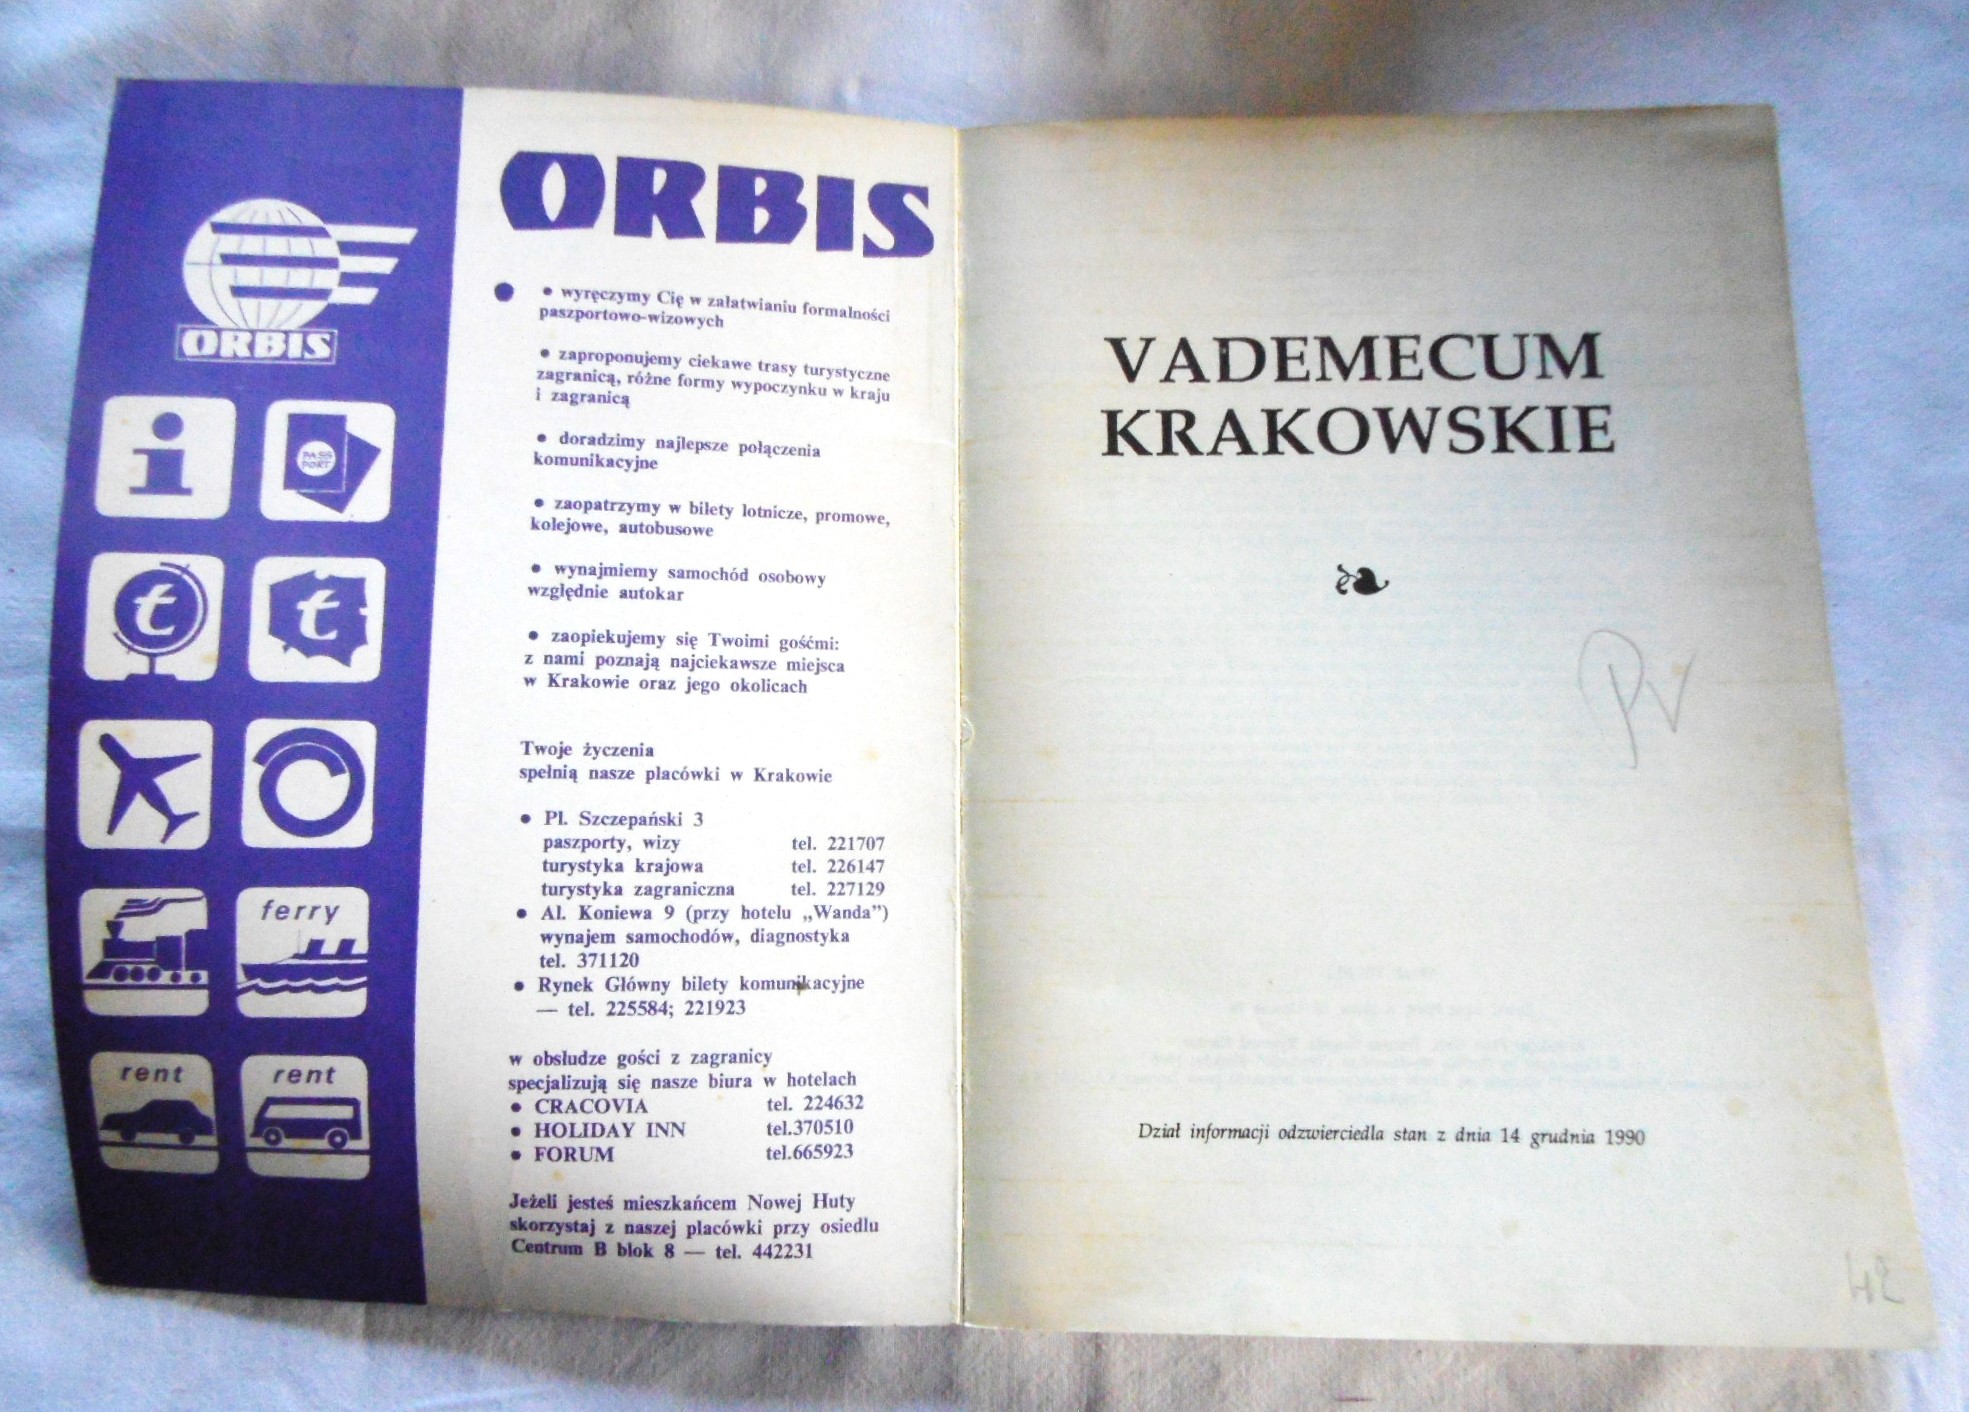 ORBIS
PASS
PORT
ferry
rent
rent
ORBIS
• wyręczymy Cię w załatwianiu formalności
paszportowo-wizowych
• zaproponujemy ciekawe trasy turystyczne
zagranicą, różne formy wypoczynku w kraju
i zagranicą
• doradzimy najlepsze połączenia
komunikacyjne
• zaopatrzymy w bilety lotnicze, promowe,
kolejowe, autobusowe
• wynajmiemy samochód osobowy
względnie autokar
• zaopiekujemy się Twoimi gośćmi:
z nami poznają najciekawsze miejsca
w Krakowie oraz jego okolicach
Twoje życzenia
spełnią nasze placówki w Krakowie
• Pl. Szczepański 3
paszporty, wizy tel. 221707
turystyka krajowa tel. 226147
turystyka zagraniczna tel. 227129
• Al. Koniewa 9 (przy hotelu „Wanda”)
wynajem samochodów, diagnostyka
tel. 371120
• Rynek Główny bilety komunikacyjne
— tel. 225584; 221923
w obsłudze gości z zagranicy
specjalizują się nasze biura w hotelach
• CRACOVIA tel. 224632
• HOLIDAY INN tel.370510
• FORUM tel.665923
Jeżeli jesteś mieszkańcem Nowej Huty
skorzystaj z naszej placówki przy osiedlu
Centrum B blok 8 — tel. 442231
VADEMECUM
KRAKOWSKIE
Dział informacji odzwierciedla stan z dnia 14 grudnia 1990